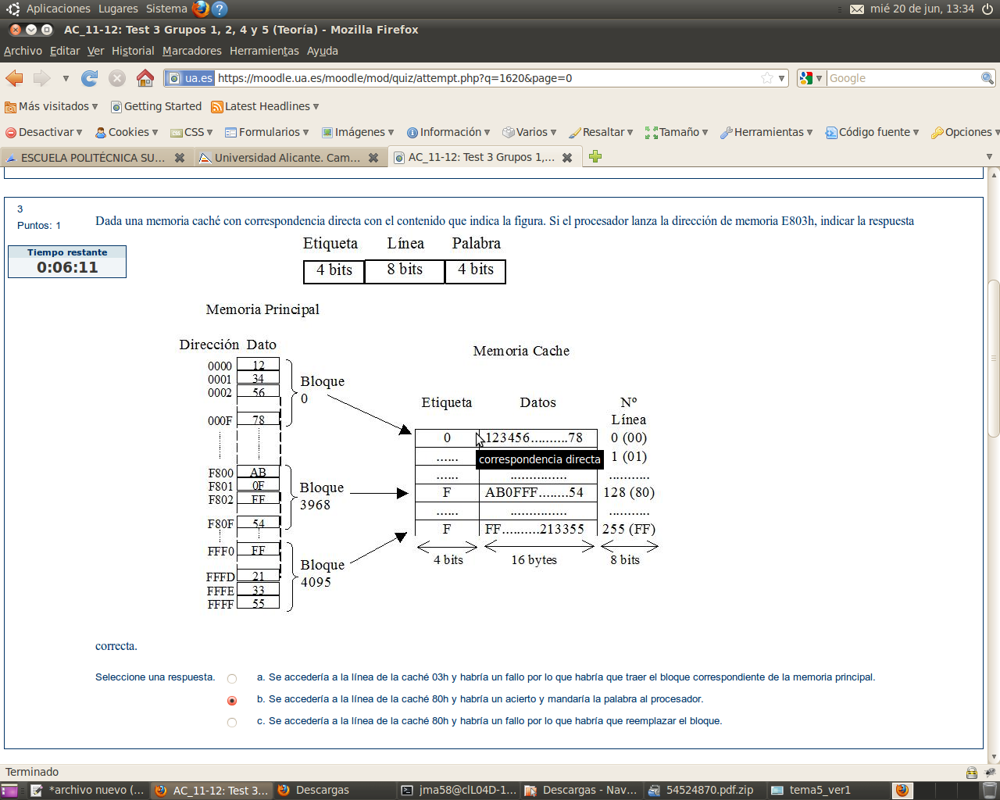 Aplicaciones Lugares Sistema mié 20 de jun, 13:34
AC_11-12: Test 3 Grupos 1, 2, 4 y 5 (Teoría) - Mozilla Firefox
Archivo Editar Ver Historial Marcadores Herramientas Ayuda
ua.es https://moodle.ua.es/moodle/mod/quiz/attempt.php?q=1620&page=0 Google
Más visitados Getting Started Latest Headlines
Desactivar Cookies CSS Formularios Imágenes Información Varios Resaltar Tamaño Herramientas Código fuente Opciones
ESCUELA POLITÉCNICA SU... Universidad Alicante. Cam... AC_11-12: Test 3 Grupos 1,...
3
Puntos: 1
Dada una memoria caché con correspondencia directa con el contenido que indica la figura. Si el procesador lanza la dirección de memoria E803h, indicar la respuesta
Tiempo restante
0:06:11
Etiqueta Línea Palabra
4 bits 8 bits 4 bits
Memoria Principal
Dirección Dato
0000 12
0001 34
0002 56
000F 78
Bloque
0
F800 AB
F801 0F
F802 FF
F80F 54
Bloque
3968
FFF0 FF
FFFD 21
FFFE 33
FFFF 55
Bloque
4095
Memoria Cache
Etiqueta Datos Nº
Línea
0 123456..........78 0 (00)
...... 1 (01)
correspondencia directa
...... ............... ...........
F AB0FFF........54 128 (80)
...... ............... ...........
F FF..........213355 255 (FF)
4 bits 16 bytes 8 bits
correcta.
Seleccione una respuesta.
a. Se accedería a la línea de la caché 03h y habría un fallo por lo que habría que traer el bloque correspondiente de la memoria principal.
b. Se accedería a la línea de la caché 80h y habría un acierto y mandaría la palabra al procesador.
c. Se accedería a la línea de la caché 80h y habría un fallo por lo que habría que reemplazar el bloque.
Terminado
*archivo nuevo (... AC_11-12: Test 3... Descargas jma58@clL04D-1... Descargas - Nav... 54524870.pdf.zip tema5_ver1